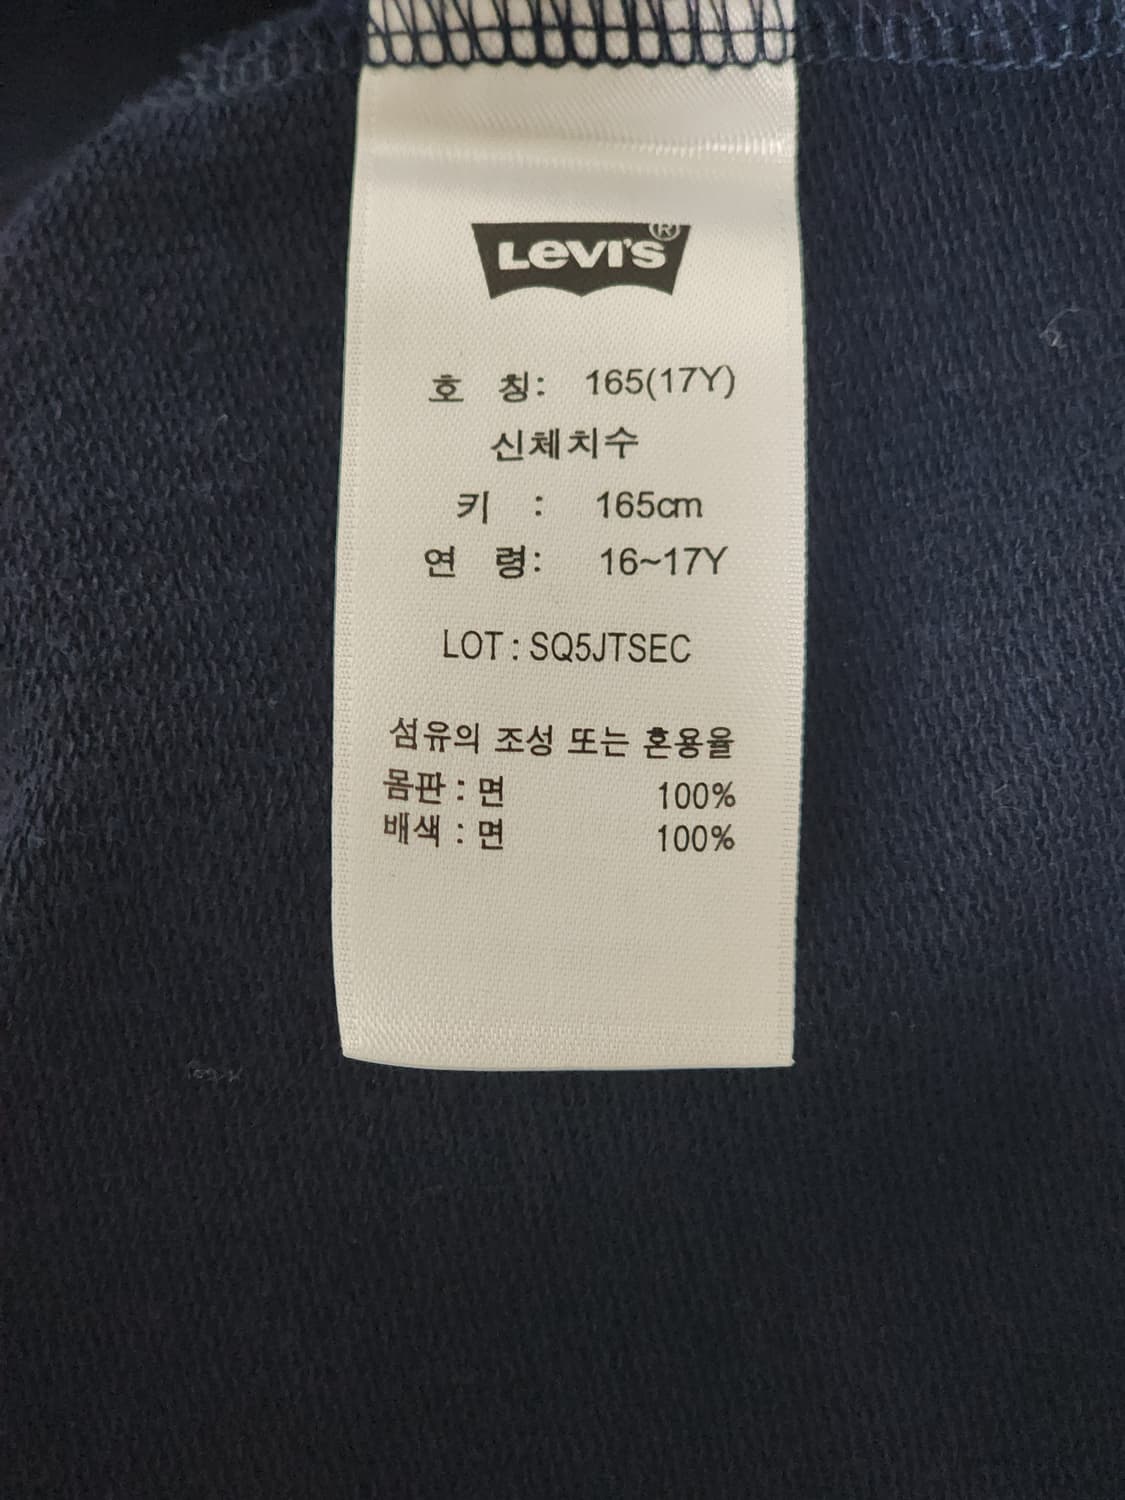 LEVI'S®
호 칭: 165(17Y)
신체치수
키 : 165cm
연 령: 16~17Y
LOT : SQ5JTSEC
섬유의 조성 또는 혼용율
몸판 : 면 100%
배색 : 면 100%